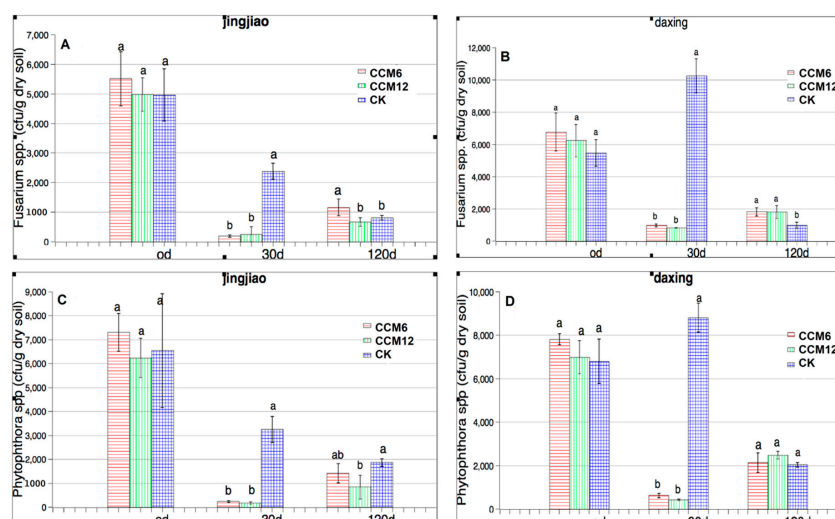 jingjiao
A
7,000
6,000
5,000
4,000
3,000
2,000
1000
0
Fusarium spp. (cfu/g dry soil)
a a a
b b a
a b b
CCM6
CCM12
CK
od 30d 120d
daxing
B
12,000
10,000
8,000
6,000
4,000
2,000
0
Fusarium spp. (cfu/g dry soil)
a a a
b b a
a a b
CCM6
CCM12
CK
0d 30d 120d
jingjiao
C
9,000
8,000
7,000
6,000
5,000
4,000
3,000
2,000
1000
0
Phytophthora spp (cfu/g dry soil)
a a a
b b a
ab b a
CCM6
CCM12
CK
daxing
D
10,000
8,000
6,000
4,000
2,000
0
Phytophthora spp (cfu/g dry soil)
a a a
b b a
a a a
CCM6
CCM12
CK